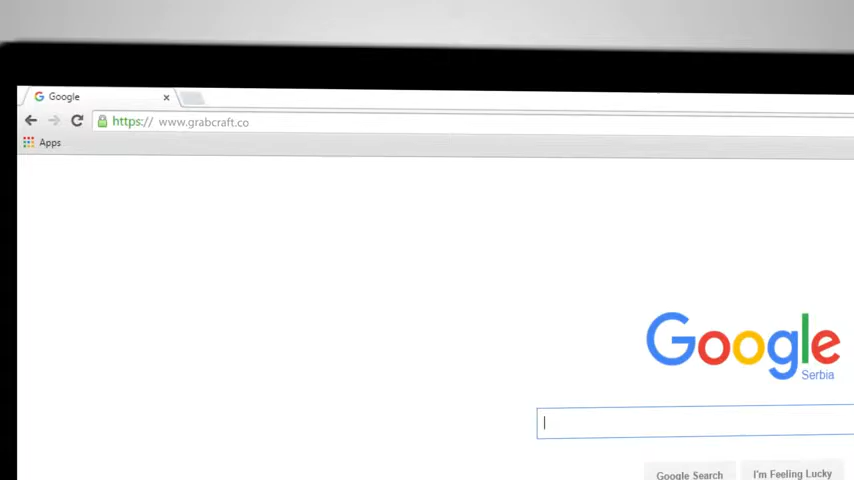 Google
https:// www.grabcraft.co
Apps
Google
Serbia
Google Search
I'm Feeling Lucky